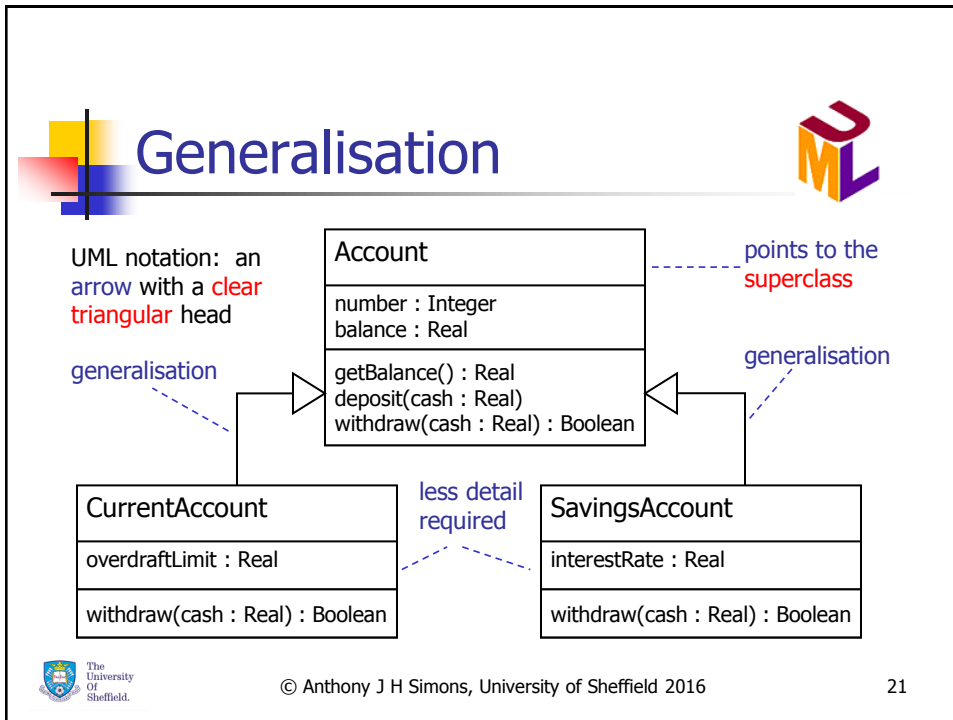 Generalisation
UML
UML notation: an
arrow with a clear
triangular head
generalisation
Account
number : Integer
balance : Real
getBalance() : Real
deposit(cash : Real)
withdraw(cash : Real) : Boolean
points to the
superclass
generalisation
CurrentAccount
overdraftLimit : Real
withdraw(cash : Real) : Boolean
less detail
required
SavingsAccount
interestRate : Real
withdraw(cash : Real) : Boolean
The
University
Of
Sheffield.
© Anthony J H Simons, University of Sheffield 2016
21